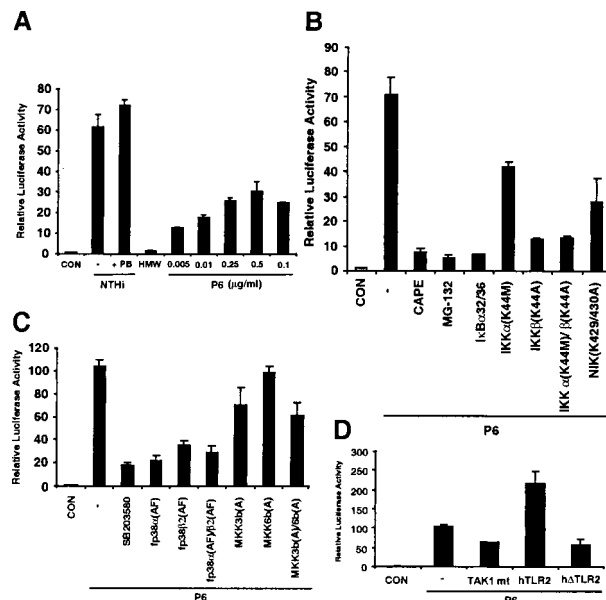 A
Relative Luciferase Activity
80
70
60
50
40
30
20
10
0
CON
-
+ PB
HMW
0.005
0.01
0.25
0.5
0.1
NTHi
P6 (μg/ml)
B
Relative Luciferase Activity
90
80
70
60
50
40
30
20
10
0
CON
-
CAPE
MG-132
IκBα32/36
IKKα(K44M)
IKKβ(K44A)
IKK α(K44M)/ β(K44A)
NIK(K429/430A)
P6
C
Relative Luciferase Activity
120
100
80
60
40
20
0
CON
-
SB203580
fp38α(AF)
fp38β2(AF)
fp38α(AF)/β2(AF)
MKK3b(A)
MKK6b(A)
MKK3b(A)/6b(A)
P6
D
Relative Luciferase Activity
300
250
200
150
100
50
0
CON
-
TAK1 mt
hTLR2
hΔTLR2
P6